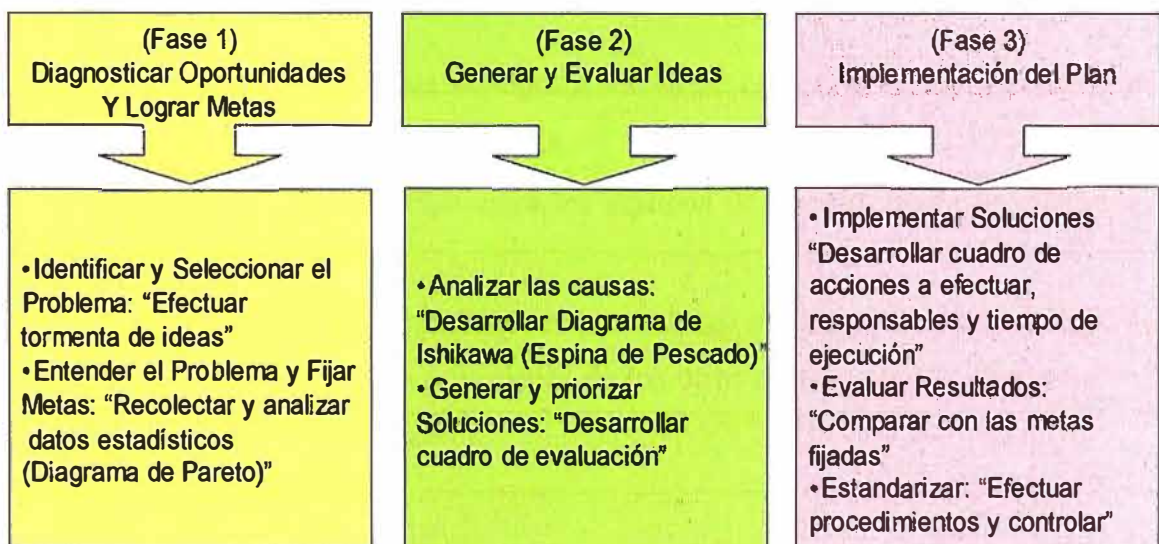 (Fase 1)
Diagnosticar Oportunidades
Y Lograr Metas
•Identificar y Seleccionar el
Problema: “Efectuar
tormenta de ideas”
•Entender el Problema y Fijar
Metas: “Recolectar y analizar
datos estadísticos
(Diagrama de Pareto)”
(Fase 2)
Generar y Evaluar Ideas
•Analizar las causas:
“Desarrollar Diagrama de
Ishikawa (Espina de Pescado)”
•Generar y priorizar
Soluciones: “Desarrollar
cuadro de evaluación”
(Fase 3)
Implementación del Plan
•Implementar Soluciones
“Desarrollar cuadro de
acciones a efectuar,
responsables y tiempo de
ejecución”
•Evaluar Resultados:
“Comparar con las metas
fijadas”
•Estandarizar: “Efectuar
procedimientos y controlar”